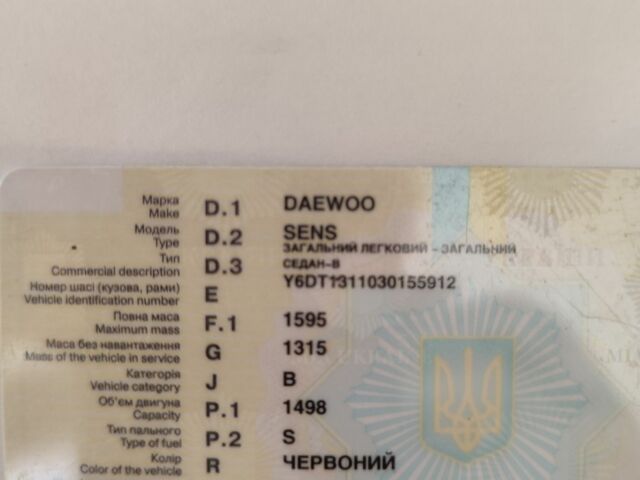 Марка
Make D.1 DAEWOO
Модель
Type D.2 SENS
Тип ЗАГАЛЬНИЙ ЛЕГКОВИЙ - ЗАГАЛЬНИЙ
Commercial description D.3 СЕДАН-В
Номер шасі (кузова, рами)
Vehicle identification number E Y6DT1311030155912
Повна маса
Maximum mass F.1 1595
Маса без навантаження
Mass of the vehicle in service G 1315
Категорія
Vehicle category J B
Об'єм двигуна
Capacity P.1 1498
Тип пального
Type of fuel P.2 S
Колір
Color of the vehicle R ЧЕРВОНИЙ